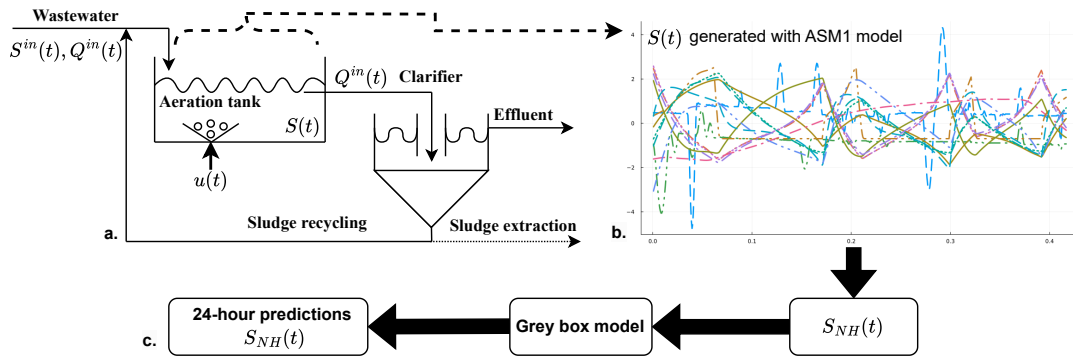 Wastewater
S^{in}(t), Q^{in}(t)
Q^{in}(t)
Clarifier
Aeration tank
S(t)
Effluent
u(t)
Sludge recycling
Sludge extraction
a.
S(t) generated with ASM1 model
4
2
0
−2
−4
0.0
0.1
0.2
0.3
0.4
b.
24-hour predictions
S_{NH}(t)
Grey box model
S_{NH}(t)
c.